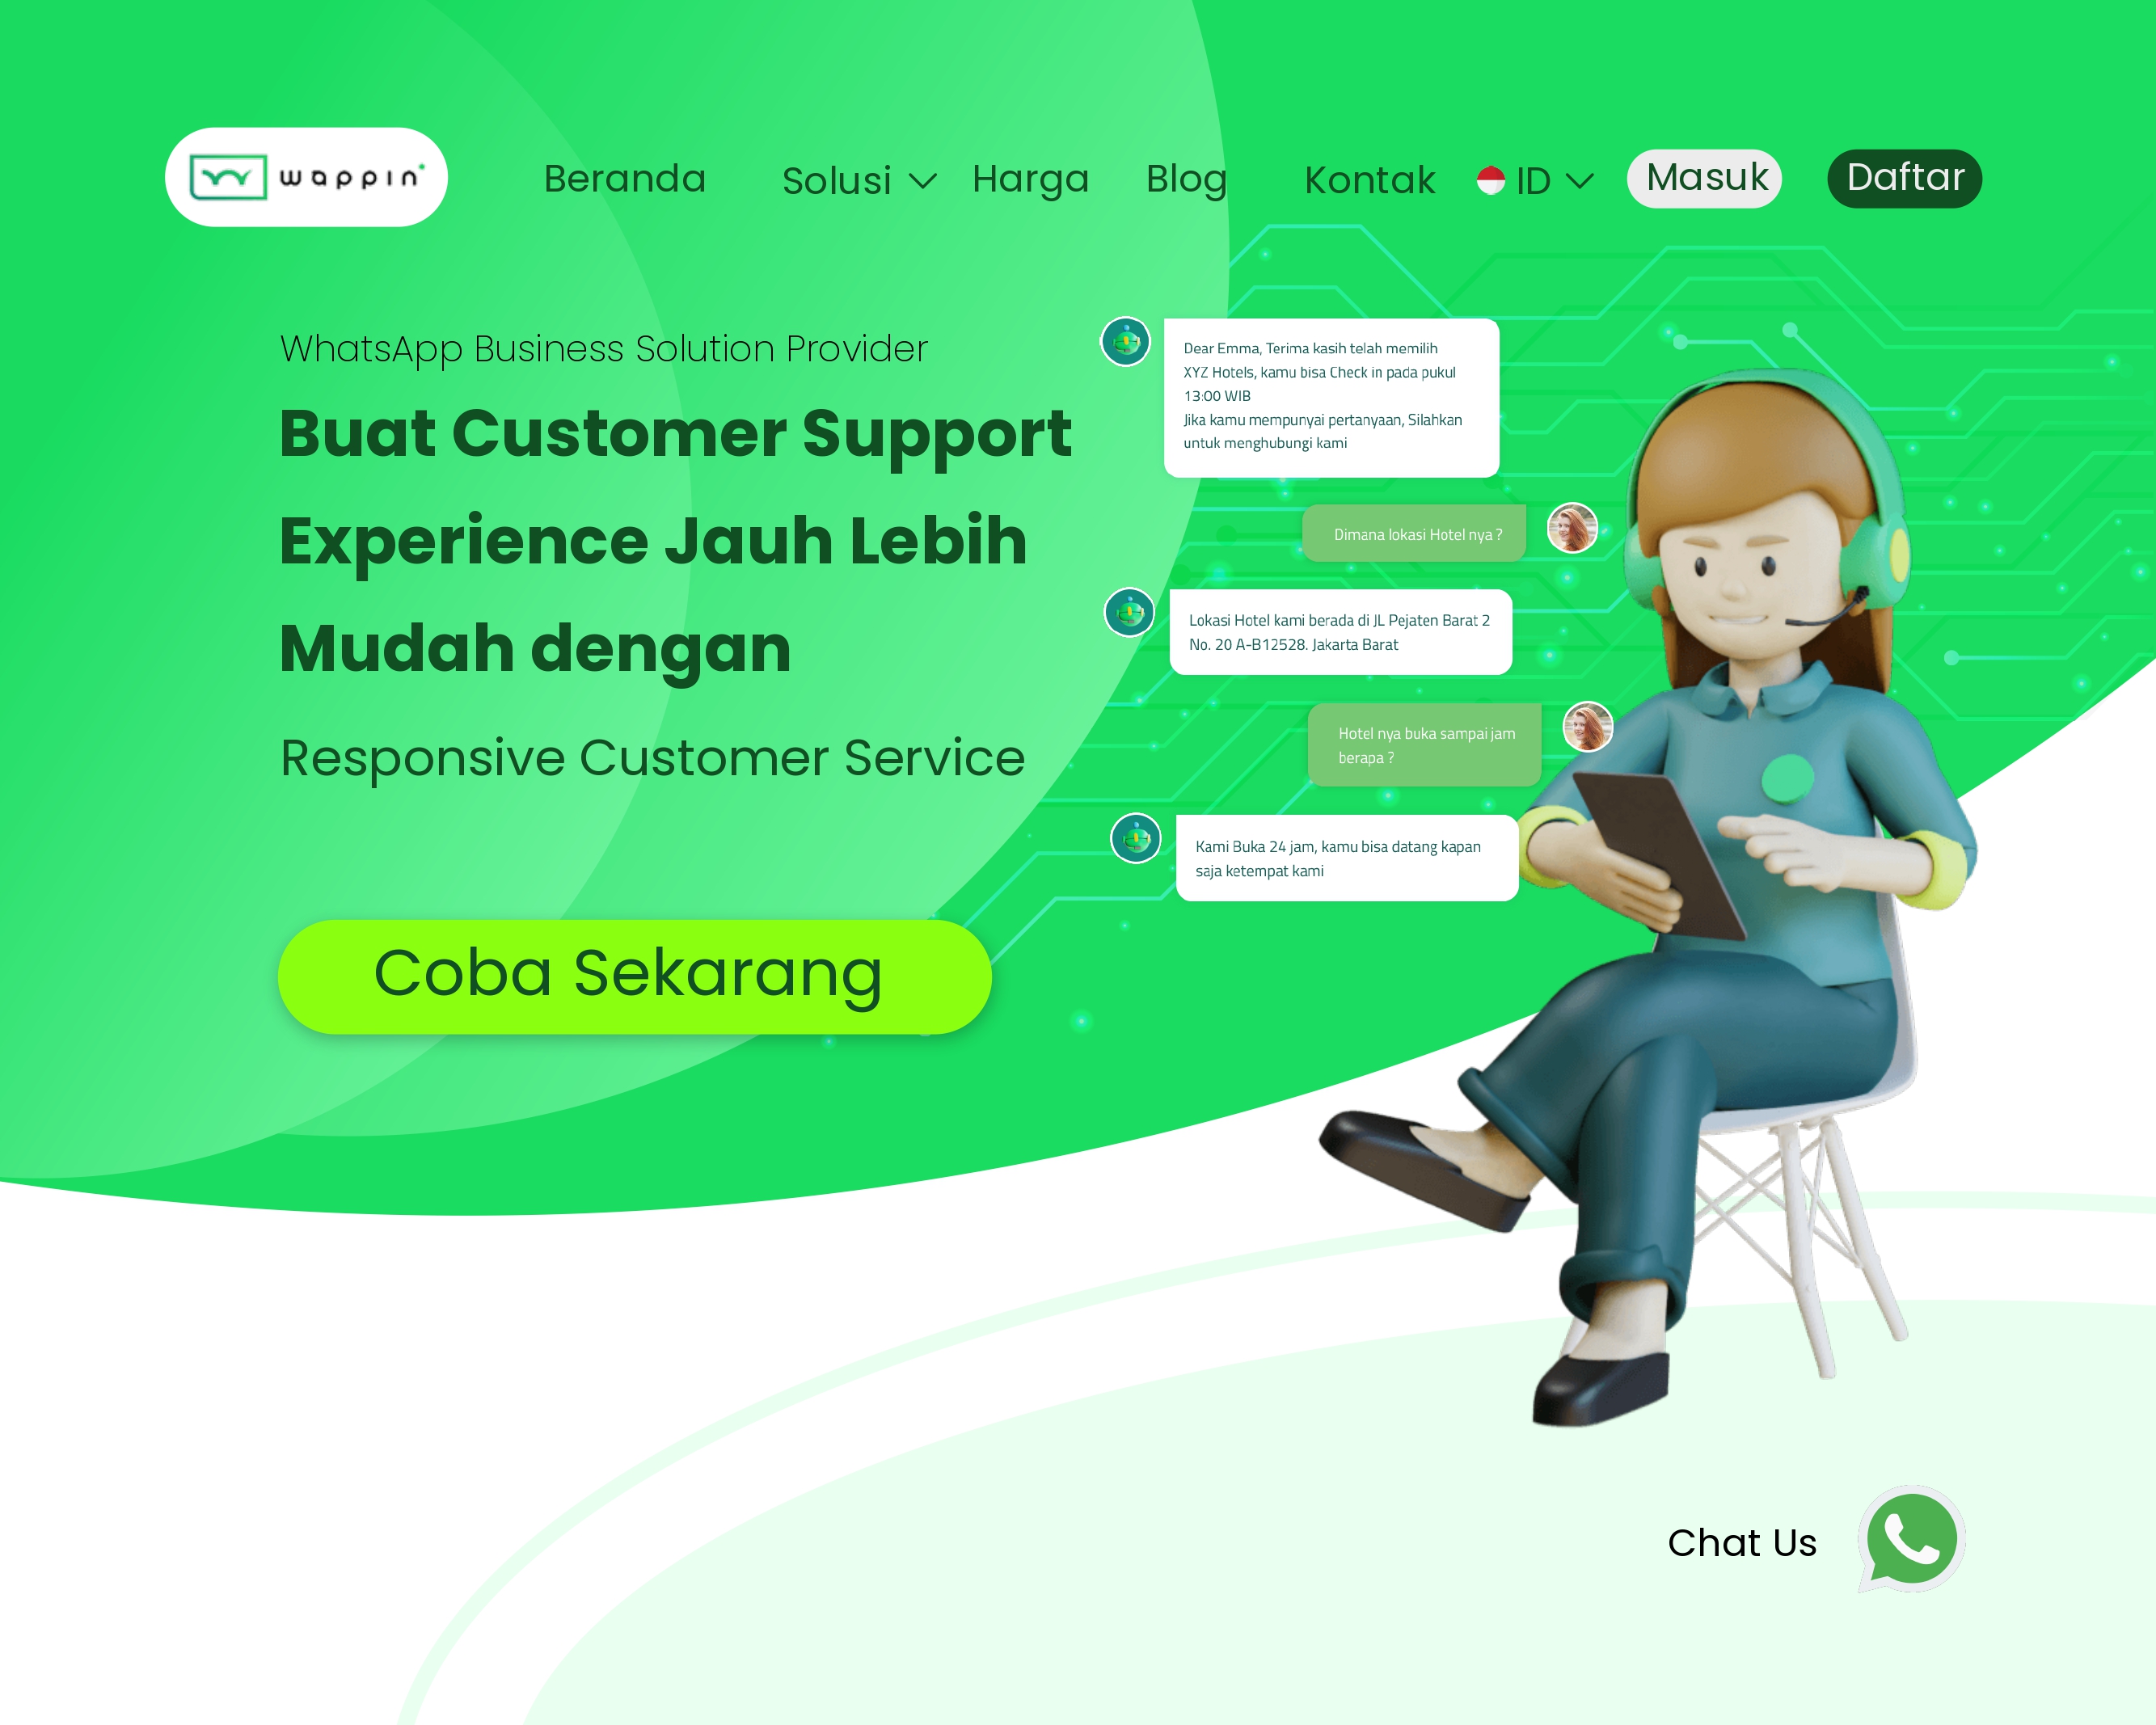 wappin
Beranda
Solusi
Harga
Blog
Kontak
ID
Masuk
Daftar
WhatsApp Business Solution Provider
Buat Customer Support
Experience Jauh Lebih
Mudah dengan
Responsive Customer Service
Coba Sekarang
Dear Emma, Terima kasih telah memilih
XYZ Hotels, kamu bisa Check in pada pukul
13:00 WIB
Jika kamu mempunyai pertanyaan, Silahkan
untuk menghubungi kami
Dimana lokasi Hotel nya ?
Lokasi Hotel kami berada di JL Pejaten Barat 2
No. 20 A-B12528. Jakarta Barat
Hotel nya buka sampai jam
berapa ?
Kami Buka 24 jam, kamu bisa datang kapan
saja ketempat kami
Chat Us